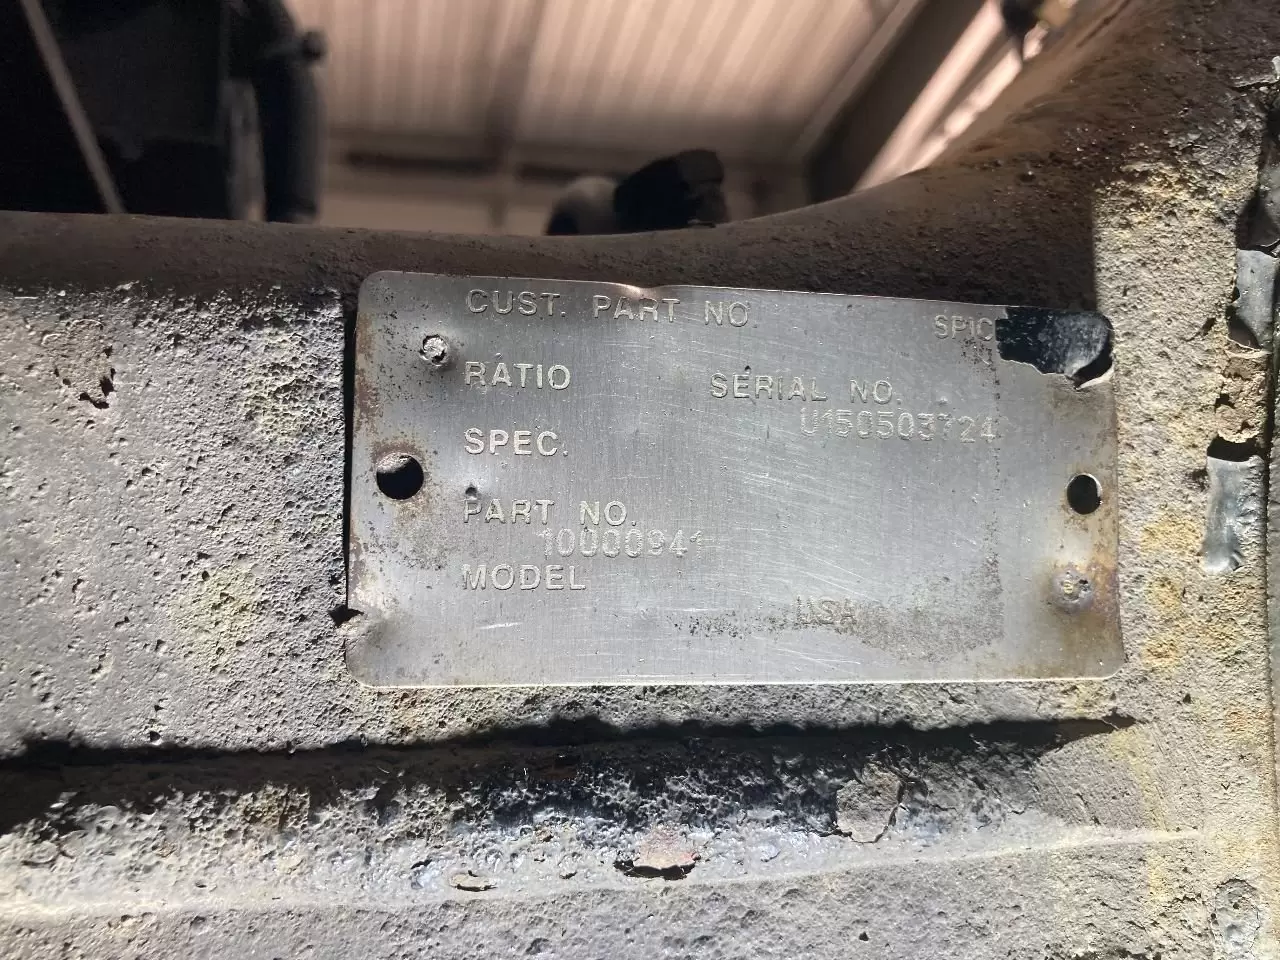 CUST. PART NO. SPIC
RATIO
SERIAL NO.
U150503724
SPEC.
PART NO.
10000941
MODEL
USA